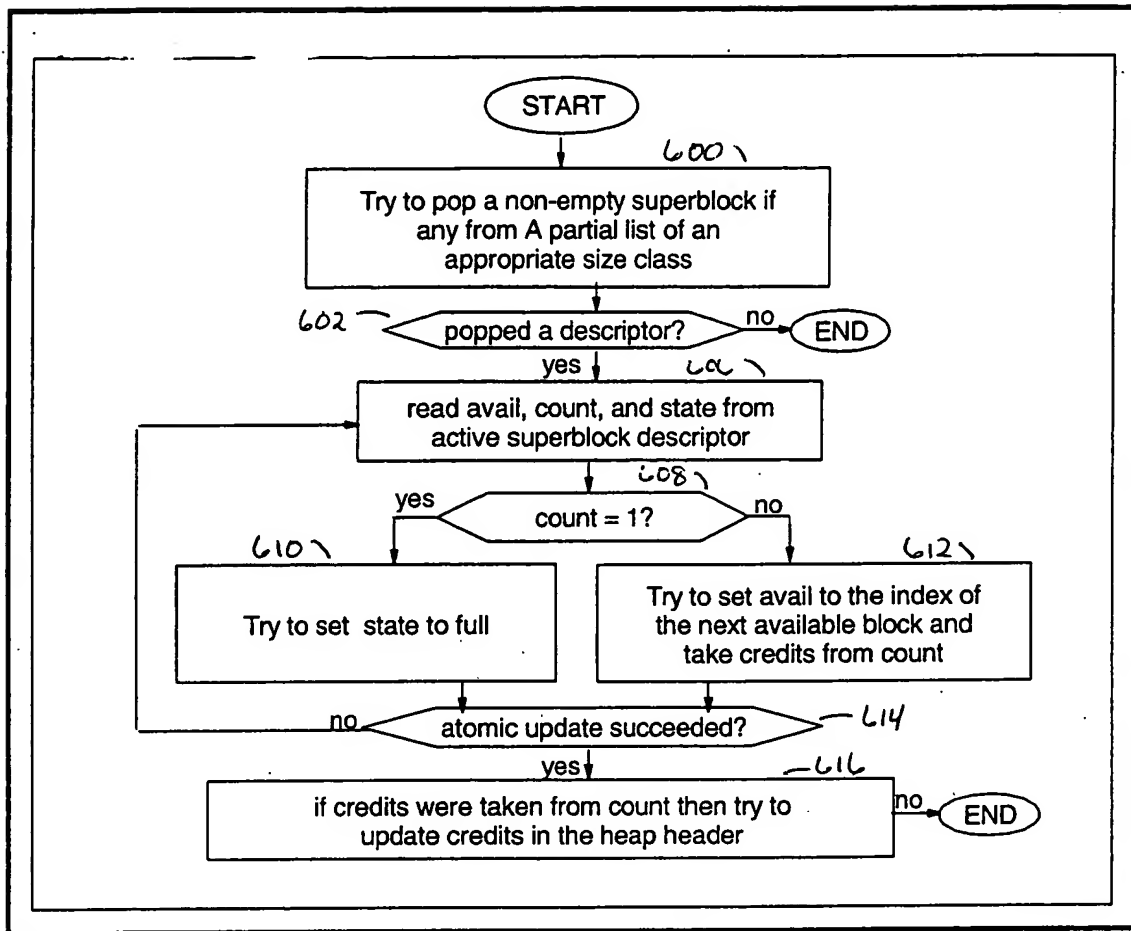 START
600
Try to pop a non-empty superblock if
any from A partial list of an
appropriate size class
602
popped a descriptor?
no
END
yes
606
read avail, count, and state from
active superblock descriptor
608
yes
count = 1?
no
610
612
Try to set state to full
Try to set avail to the index of
the next available block and
take credits from count
no
atomic update succeeded?
614
yes
616
if credits were taken from count then try to
update credits in the heap header
no
END